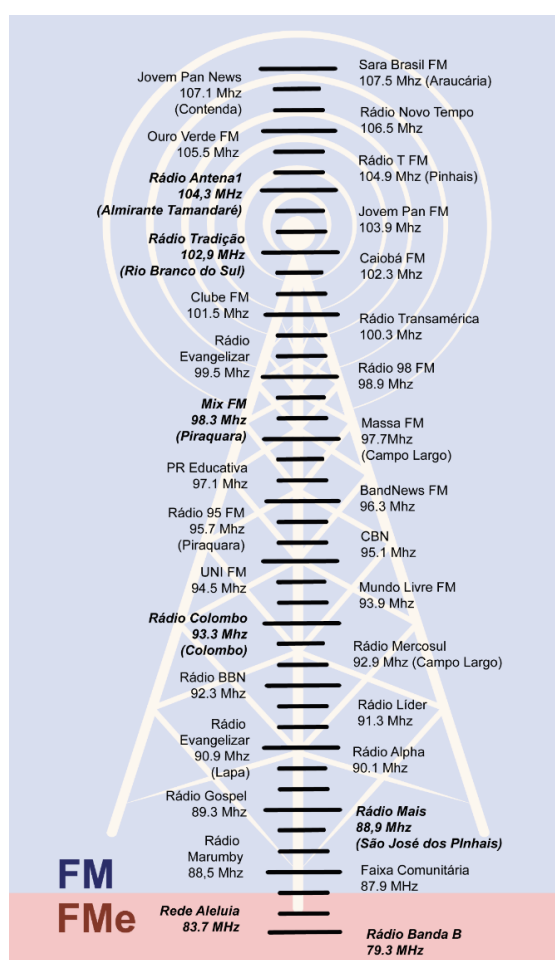 Sara Brasil FM
107.5 Mhz (Araucária)
Jovem Pan News
107.1 Mhz
(Contenda)
Rádio Novo Tempo
106.5 Mhz
Ouro Verde FM
105.5 Mhz
Rádio T FM
104.9 Mhz (Pinhais)
Rádio Antena1
104,3 MHz
(Almirante Tamandaré)
Jovem Pan FM
103.9 Mhz
Rádio Tradição
102,9 MHz
(Rio Branco do Sul)
Caiobá FM
102.3 Mhz
Clube FM
101.5 Mhz
Rádio Transamérica
100.3 Mhz
Rádio
Evangelizar
99.5 Mhz
Rádio 98 FM
98.9 Mhz
Mix FM
98.3 Mhz
(Piraquara)
Massa FM
97.7Mhz
(Campo Largo)
PR Educativa
97.1 Mhz
BandNews FM
96.3 Mhz
Rádio 95 FM
95.7 Mhz
(Piraquara)
CBN
95.1 Mhz
UNI FM
94.5 Mhz
Mundo Livre FM
93.9 Mhz
Rádio Colombo
93.3 Mhz
(Colombo)
Rádio Mercosul
92.9 Mhz (Campo Largo)
Rádio BBN
92.3 Mhz
Rádio Líder
91.3 Mhz
Rádio
Evangelizar
90.9 Mhz
(Lapa)
Rádio Alpha
90.1 Mhz
Rádio Gospel
89.3 Mhz
Rádio Mais
88,9 Mhz
(São José dos PInhais)
Rádio
Marumby
88,5 Mhz
Faixa Comunitária
87.9 MHz
FM
FMe
Rede Aleluia
83.7 MHz
Rádio Banda B
79.3 MHz